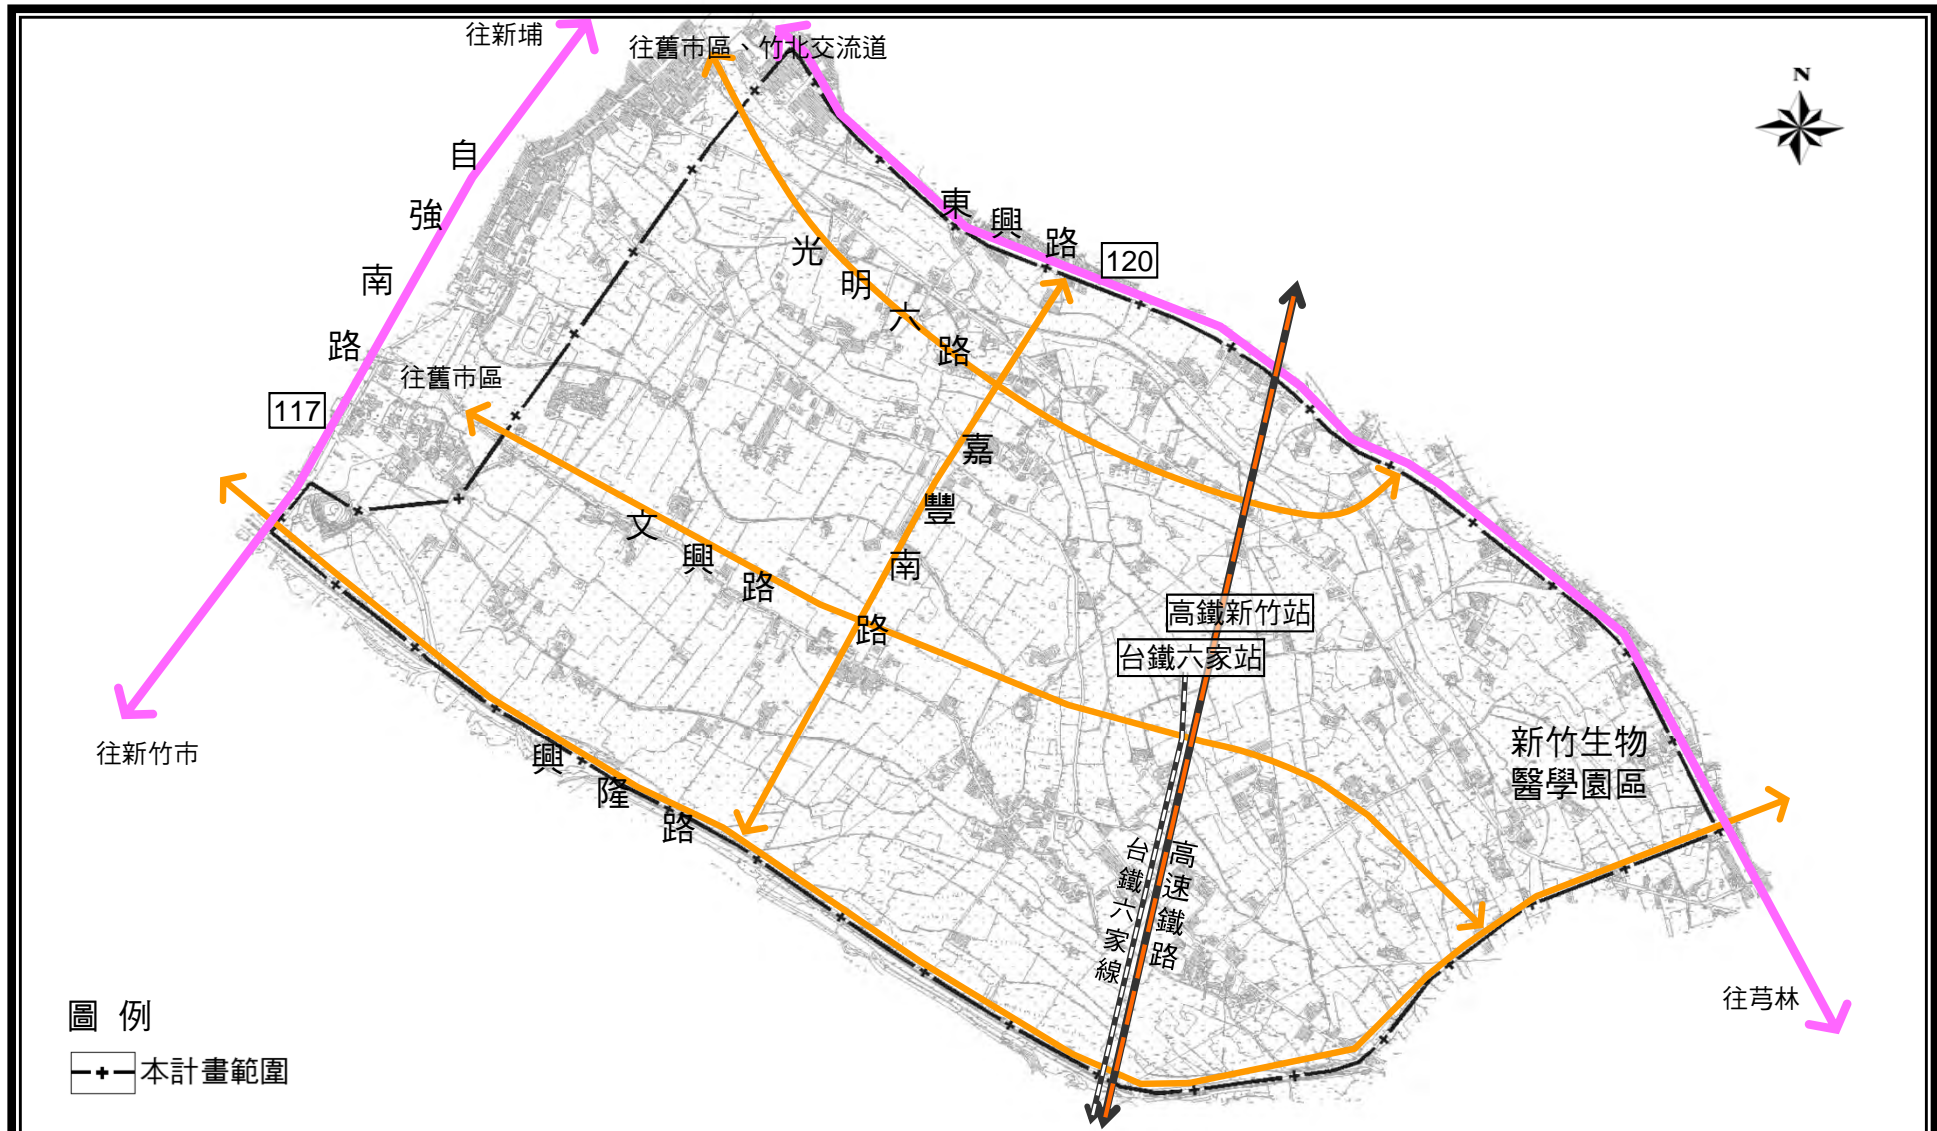 往新埔
往舊市區、竹北交流道
N
自強南路
東興路
120
光明六路
往舊市區
117
嘉豐南路
文興路
高鐵新竹站
台鐵六家站
往新竹市
興隆路
新竹生物
醫學園區
台鐵六家線
高速鐵路
往芎林
圖例
本計畫範圍